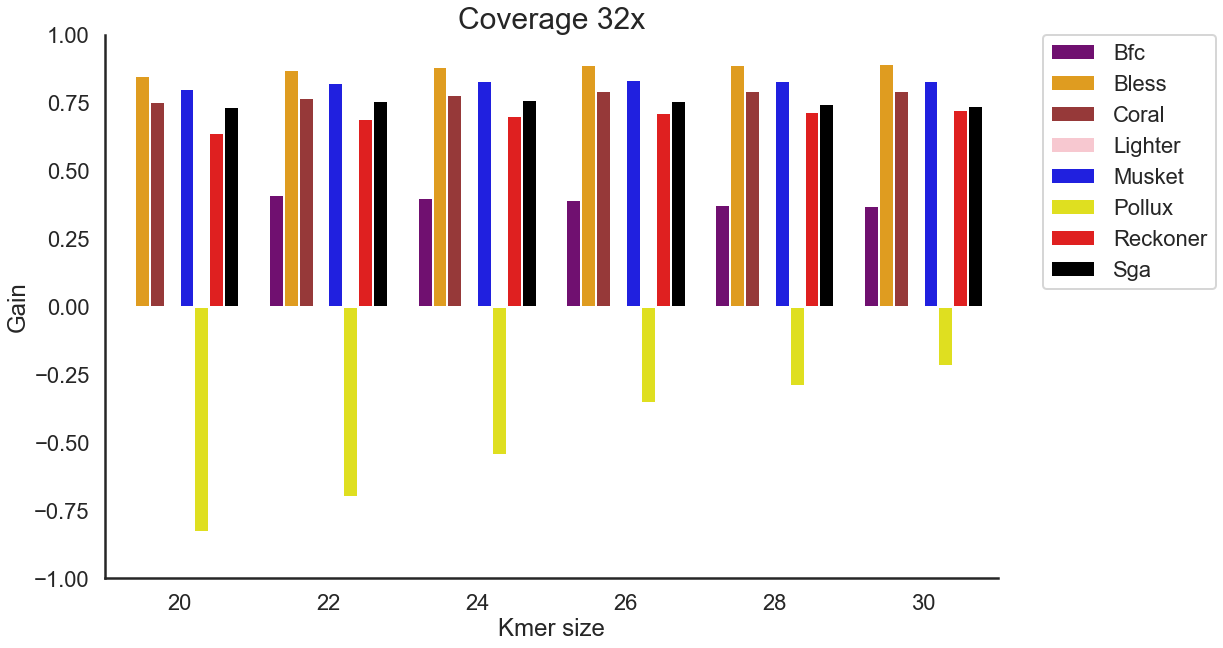 Coverage 32x
1.00
0.75
0.50
0.25
0.00
−0.25
−0.50
−0.75
−1.00
Gain
20 22 24 26 28 30
Kmer size
Bfc
Bless
Coral
Lighter
Musket
Pollux
Reckoner
Sga